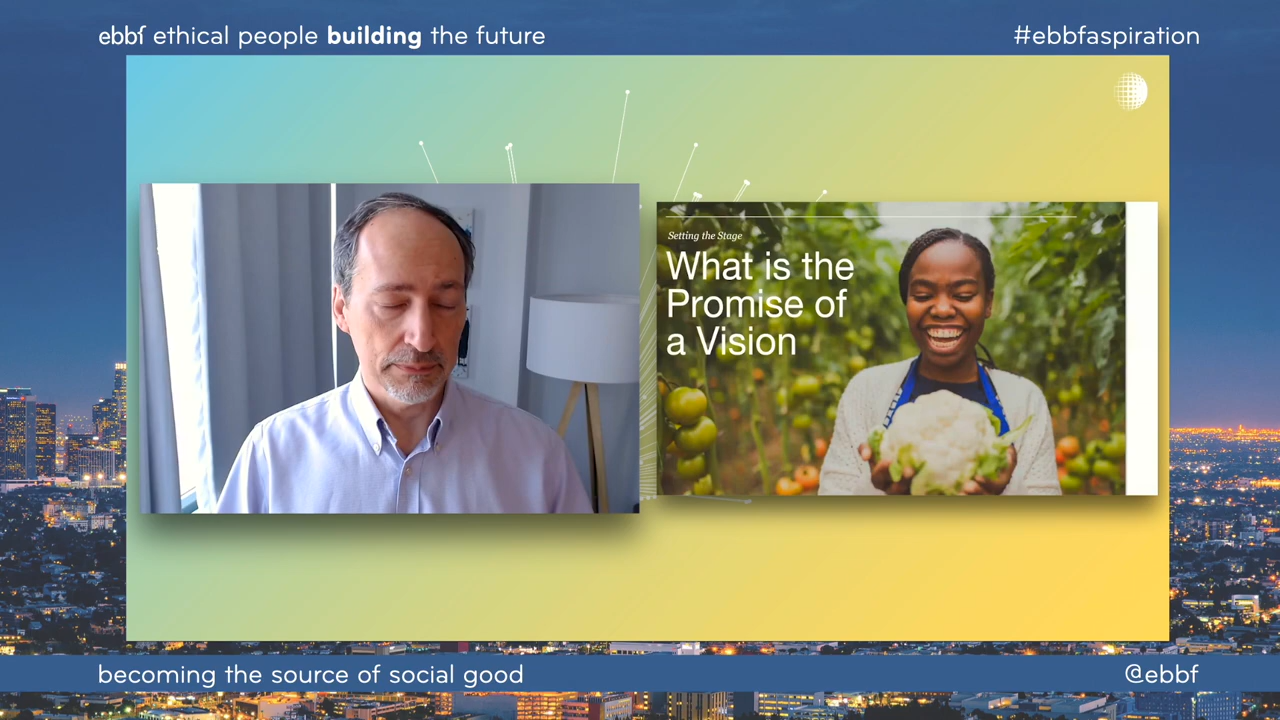 ebbf ethical people building the future
#ebbfaspiration
Setting the Stage
What is the
Promise of
a Vision
becoming the source of social good
@ebbf